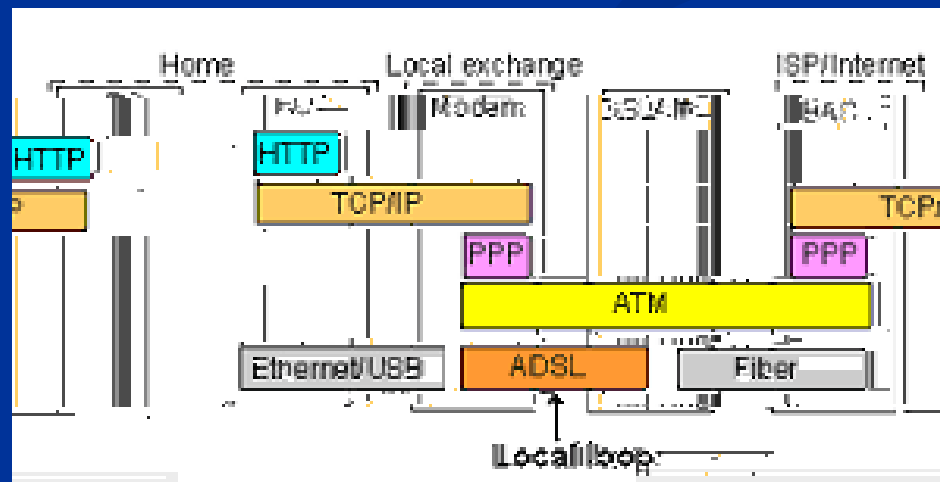 Home Local exchange ISP/Internet
Modem
HTTP HTTP
TCP/IP
PPP PPP
ATM
Ethernet/USB ADSL Fiber
Local loop